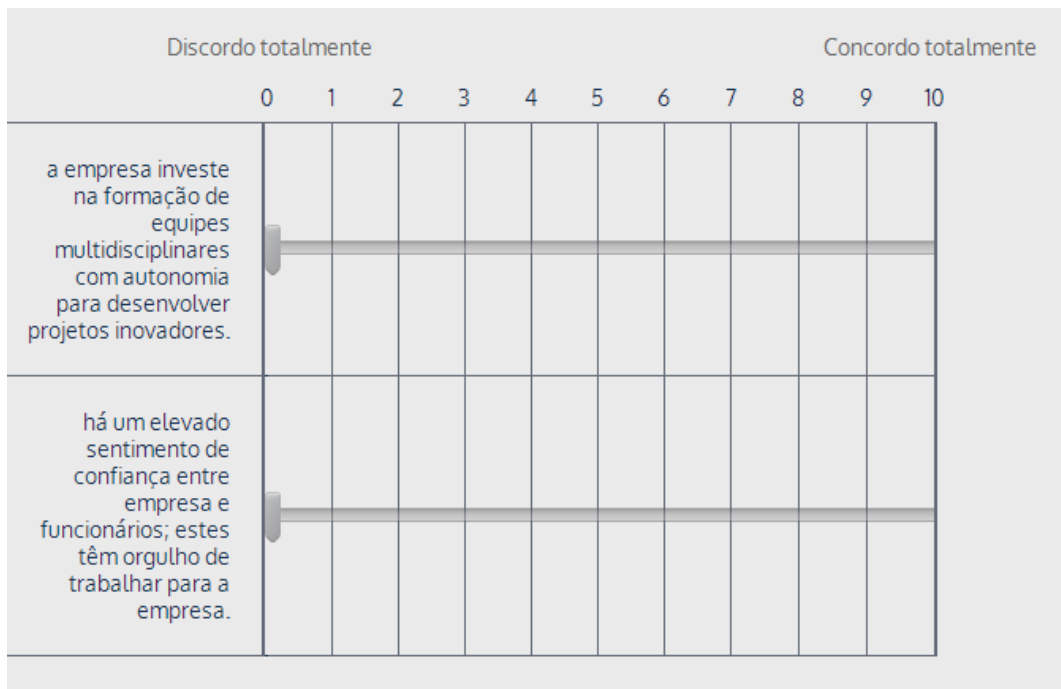 Discordo totalmente Concordo totalmente
0 1 2 3 4 5 6 7 8 9 10
a empresa investe
na formação de
equipes
multidisciplinares
com autonomia
para desenvolver
projetos inovadores.
há um elevado
sentimento de
confiança entre
empresa e
funcionários; estes
têm orgulho de
trabalhar para a
empresa.